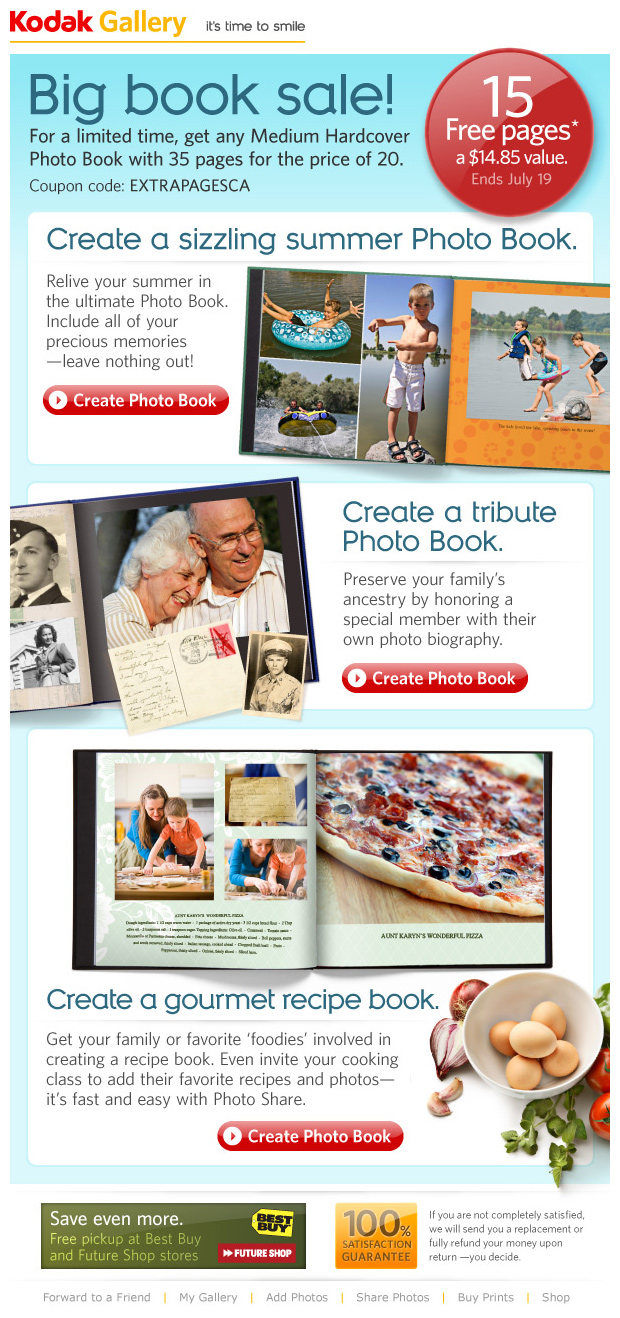 Kodak Gallery it's time to smile
Big book sale!
For a limited time, get any Medium Hardcover
Photo Book with 35 pages for the price of 20.
Coupon code: EXTRAPAGESCA
15
Free pages*
a $14.85 value.
Ends July 19
Create a sizzling summer Photo Book.
Relive your summer in
the ultimate Photo Book.
Include all of your
precious memories
—leave nothing out!
Create Photo Book
Create a tribute
Photo Book.
Preserve your family's
ancestry by honoring a
special member with their
own photo biography.
Create Photo Book
AUNT KARYN'S WONDERFUL PIZZA
AUNT KARYN'S WONDERFUL PIZZA
Create a gourmet recipe book.
Get your family or favorite 'foodies' involved in
creating a recipe book. Even invite your cooking
class to add their favorite recipes and photos—
it's fast and easy with Photo Share.
Create Photo Book
Save even more.
Free pickup at Best Buy
and Future Shop stores
BEST
BUY
FUTURE SHOP
100%
SATISFACTION
GUARANTEE
If you are not completely satisfied,
we will send you a replacement or
fully refund your money upon
return —you decide.
Forward to a Friend | My Gallery | Add Photos | Share Photos | Buy Prints | Shop